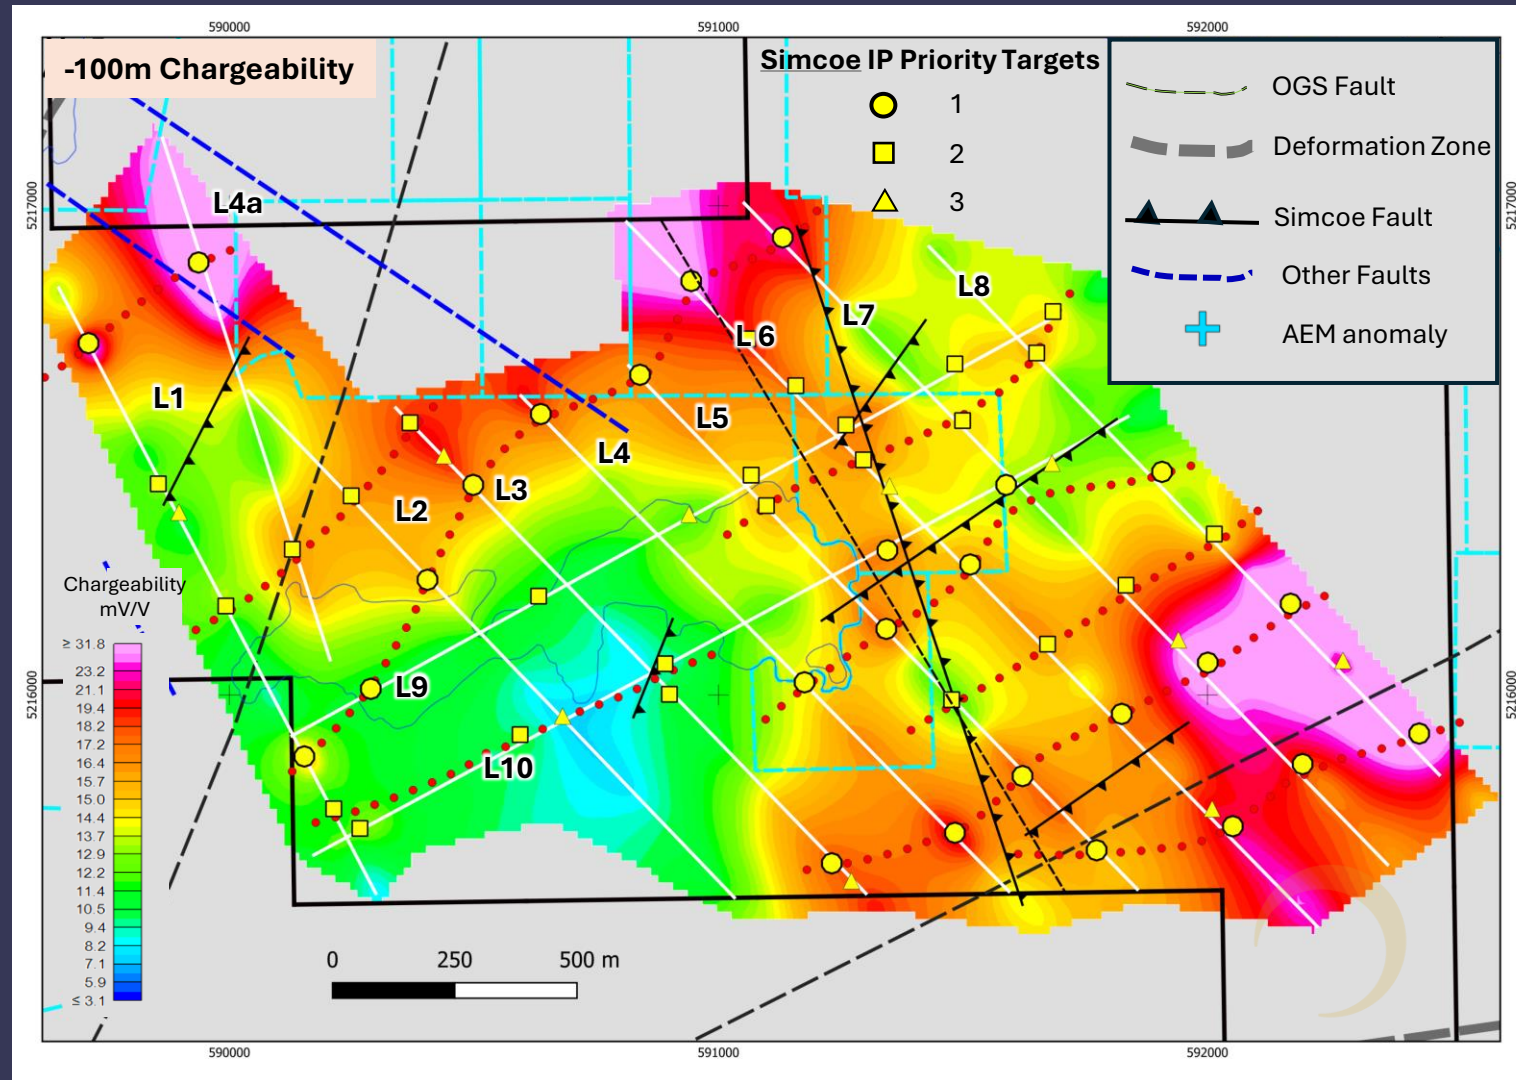 590000
591000
592000
-100m Chargeability
Simcoe IP Priority Targets
1
2
3
OGS Fault
Deformation Zone
Simcoe Fault
Other Faults
AEM anomaly
5217000
5217000
L4a
L8
L7
L6
L1
L5
L4
L3
L2
L9
L10
5216000
5216000
Chargeability
mV/V
≥ 31.8
23.2
21.1
19.4
18.2
17.2
16.4
15.7
15.0
14.4
13.7
12.9
12.2
11.4
10.5
9.4
8.2
7.1
5.9
≤ 3.1
0 250 500 m
590000
591000
592000